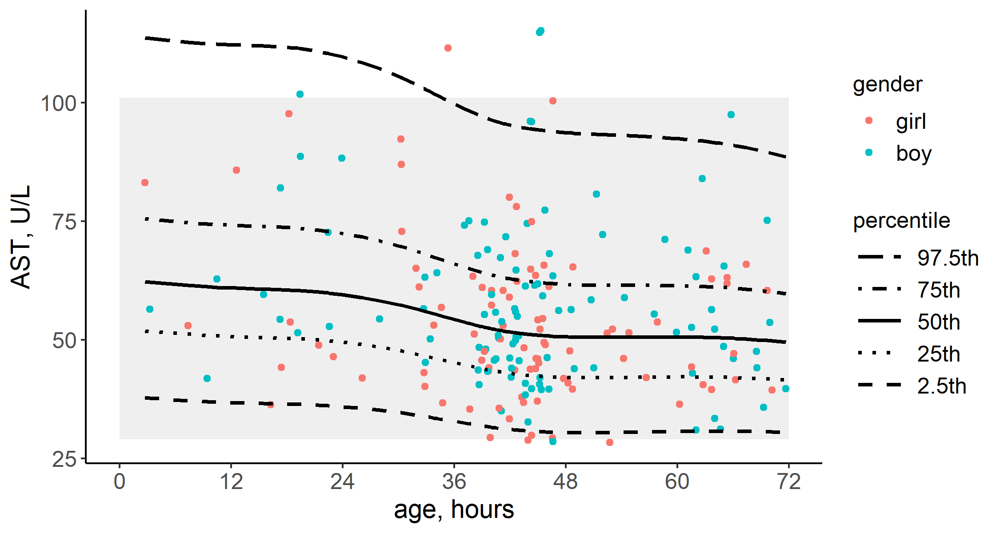 AST, U/L
100
75
50
25
0 12 24 36 48 60 72
age, hours
gender
girl
boy
percentile
97.5th
75th
50th
25th
2.5th